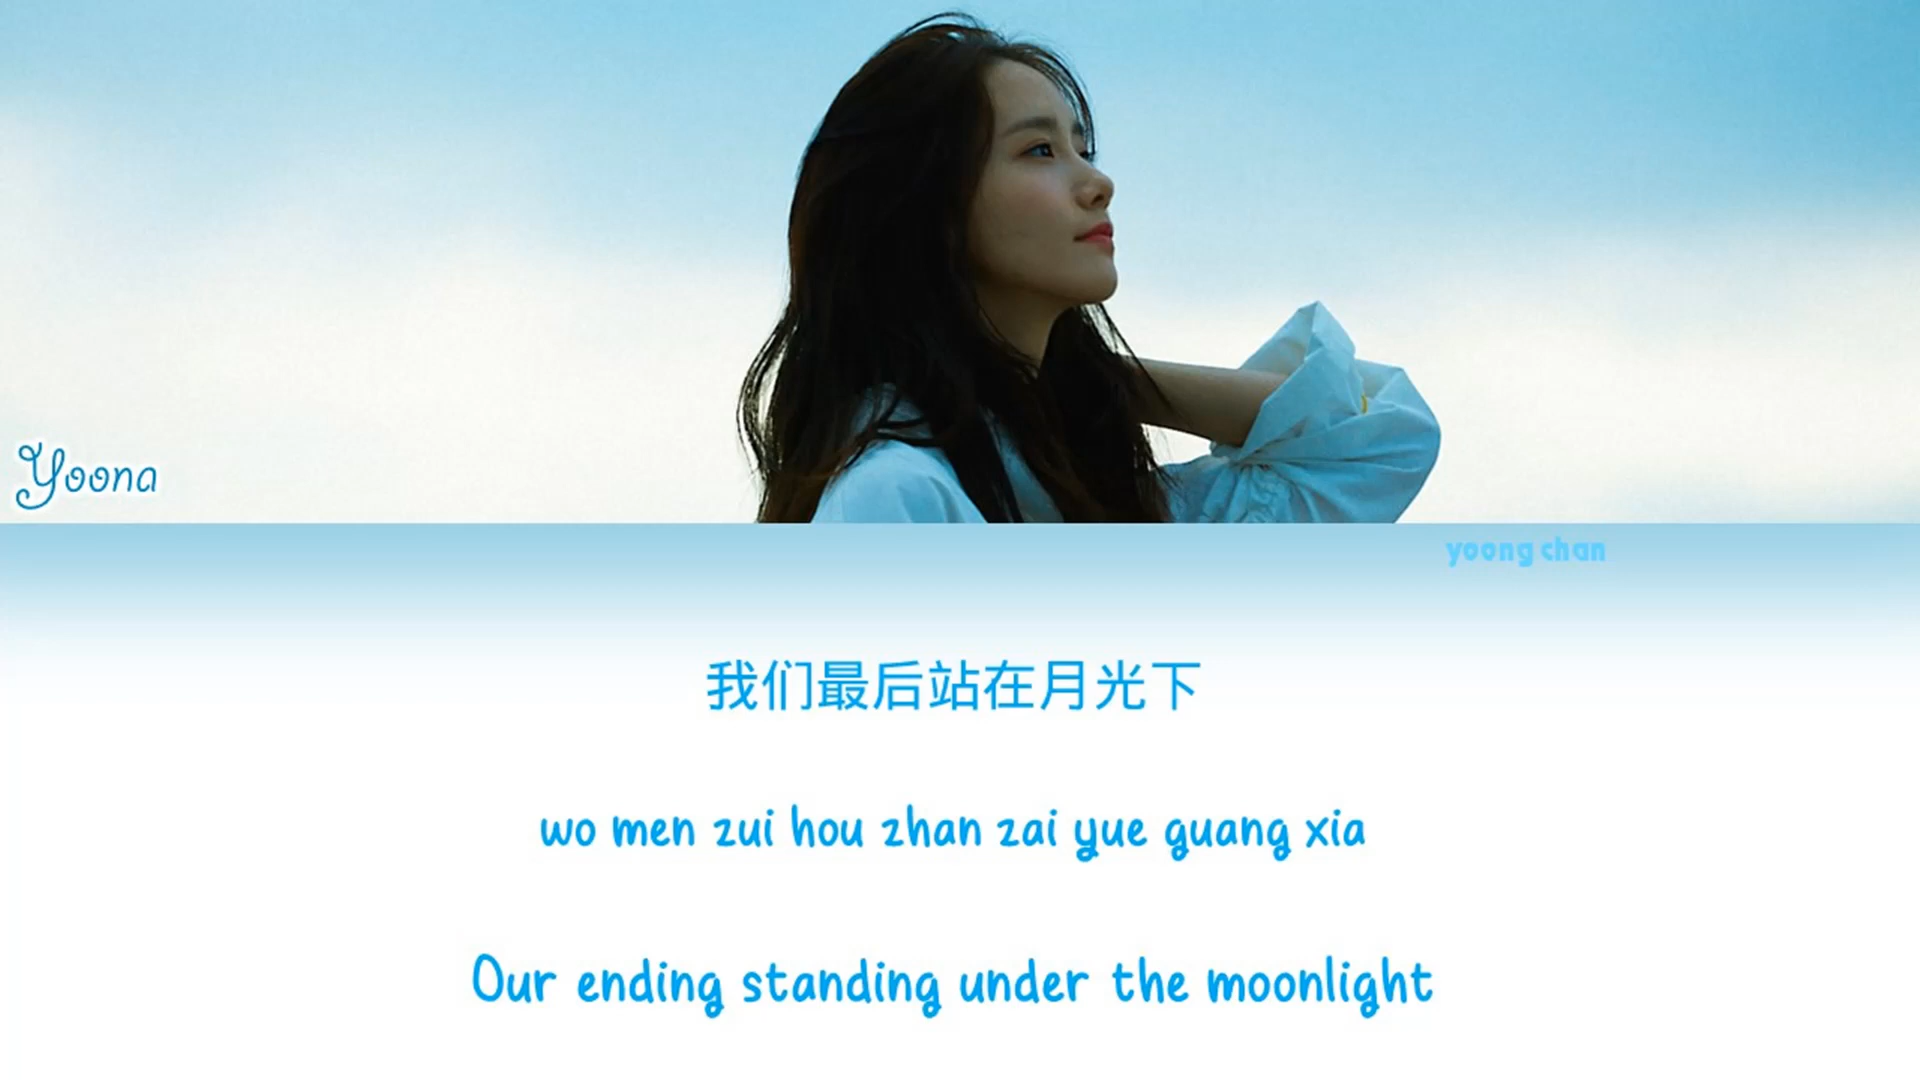 Yoona
yoong chan
我们最后站在月光下
wo men zui hou zhan zai yue guang xia
Our ending standing under the moonlight